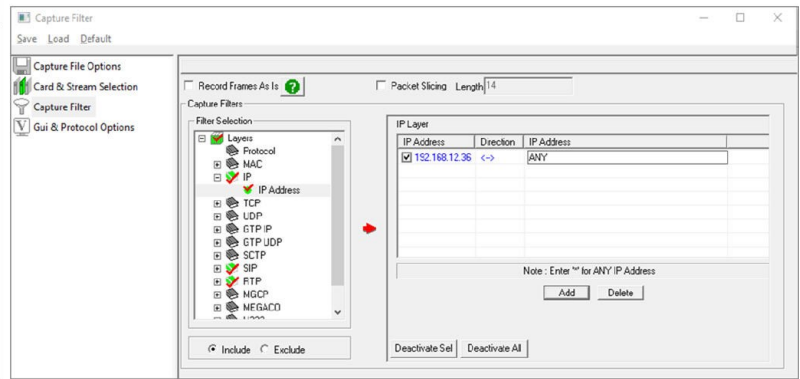 Capture Filter
Save Load Default
Capture File Options
Card & Stream Selection
Capture Filter
Gui & Protocol Options
Record Frames As Is
Packet Slicing Length 14
Capture Filters
Filter Selection
Layers
Protocol
MAC
IP
IP Address
TCP
UDP
GTP IP
GTP UDP
SCTP
SIP
RTP
MGCP
MEGACO
Include Exclude
IP Layer
IP Address Direction IP Address
192.168.12.36 <-> ANY
Note : Enter '*' for ANY IP Address
Add Delete
Deactivate Sel Deactivate All